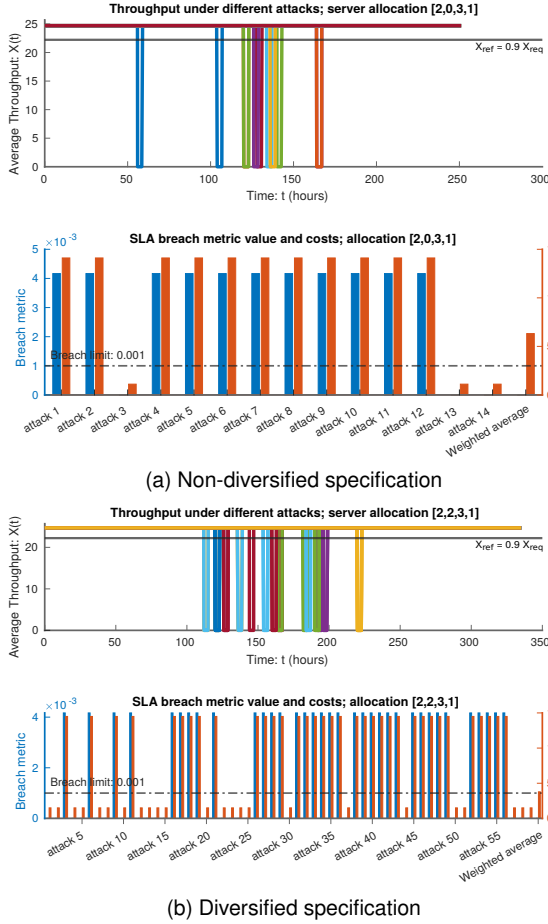 Throughput under different attacks; server allocation [2,0,3,1]
Average Throughput: X(t)
25
20
15
10
5
0
X_ref = 0.9 X_req
0 50 100 150 200 250 300
Time: t (hours)
SLA breach metric value and costs; allocation [2,0,3,1]
×10⁻³
Breach metric
5
4
3
2
1
0
Breach limit: 0.001
attack 1 attack 2 attack 3 attack 4 attack 5 attack 6 attack 7 attack 8 attack 9 attack 10 attack 11 attack 12 attack 13 attack 14 Weighted average
(a) Non-diversified specification
Throughput under different attacks; server allocation [2,2,3,1]
Average Throughput: X(t)
20
10
0
X_ref = 0.9 X_req
0 50 100 150 200 250 300 350
Time: t (hours)
SLA breach metric value and costs; allocation [2,2,3,1]
×10⁻³
Breach metric
4
2
0
Breach limit: 0.001
attack 5 attack 10 attack 15 attack 20 attack 25 attack 30 attack 35 attack 40 attack 45 attack 50 attack 55 Weighted average
(b) Diversified specification